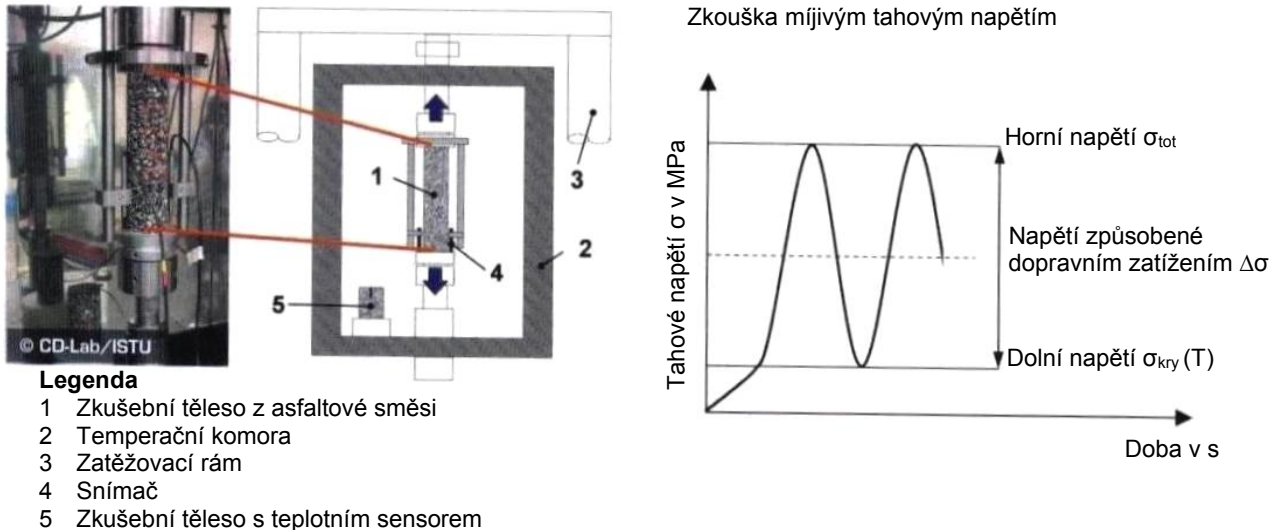 © CD-Lab/ISTU
1
2
3
4
5
Legenda
1 Zkušební těleso z asfaltové směsi
2 Temperační komora
3 Zatěžovací rám
4 Snímač
5 Zkušební těleso s teplotním sensorem
Zkouška míjivým tahovým napětím
Tahové napětí σ v MPa
Horní napětí σtot
Napětí způsobené
dopravním zatížením Δσ
Dolní napětí σkry (T)
Doba v s